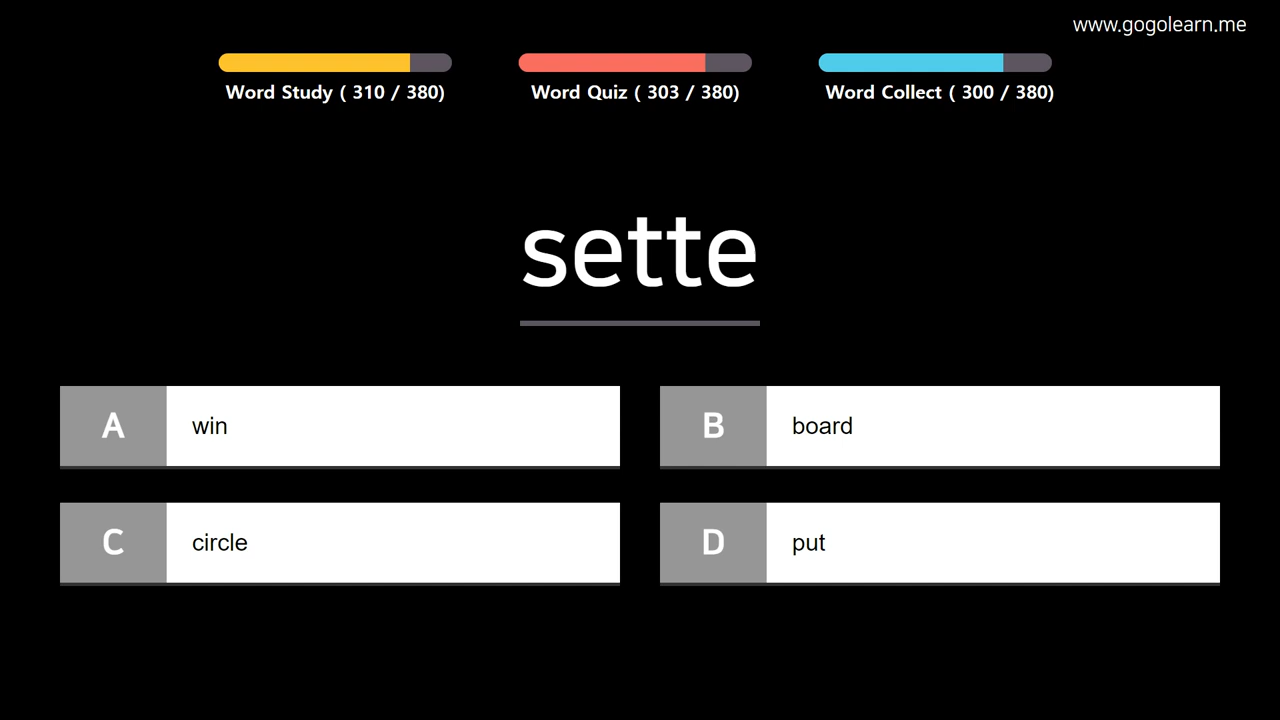 www.gogolearn.me
Word Study ( 310 / 380)
Word Quiz ( 303 / 380)
Word Collect ( 300 / 380)
sette
A win
B board
C circle
D put